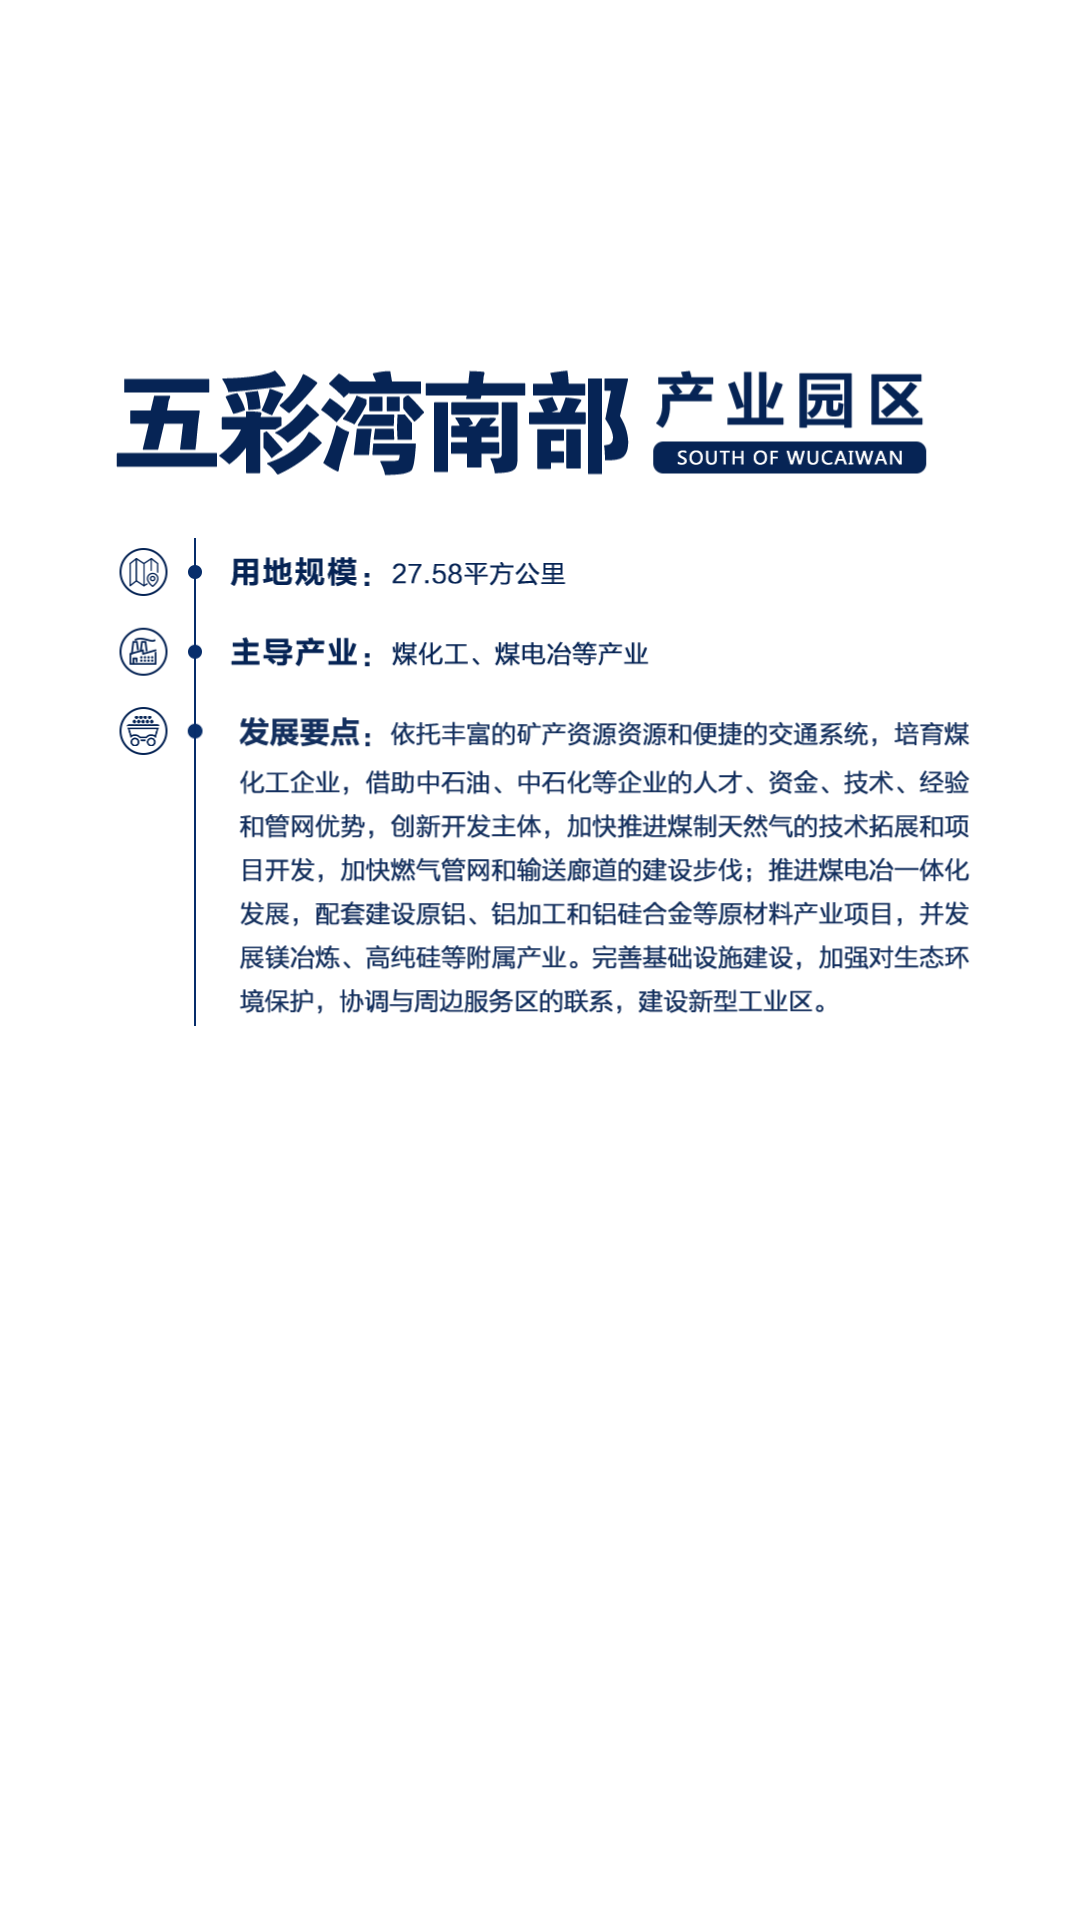 五彩湾南部 产业园区
SOUTH OF WUCAIWAN
用地规模：27.58平方公里
主导产业：煤化工、煤电冶等产业
发展要点：依托丰富的矿产资源资源和便捷的交通系统，培育煤
化工企业，借助中石油、中石化等企业的人才、资金、技术、经验
和管网优势，创新开发主体，加快推进煤制天然气的技术拓展和项
目开发，加快燃气管网和输送廊道的建设步伐；推进煤电冶一体化
发展，配套建设原铝、铝加工和铝硅合金等原材料产业项目，并发
展镁冶炼、高纯硅等附属产业。完善基础设施建设，加强对生态环
境保护，协调与周边服务区的联系，建设新型工业区。